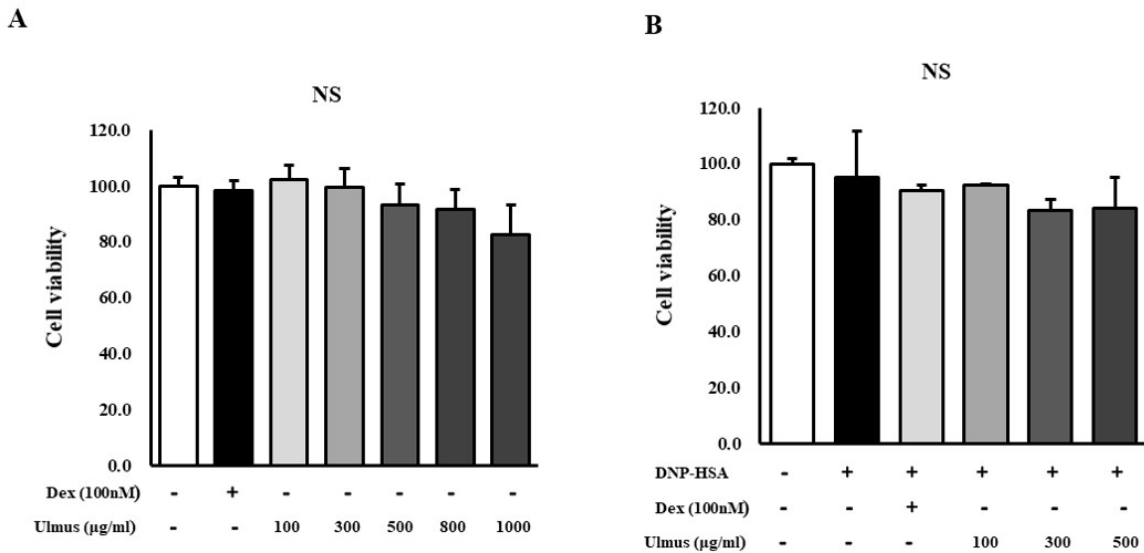 A
NS
120.0
100.0
80.0
60.0
40.0
20.0
0.0
Cell viability
Dex (100nM) - + - - - - -
Ulmus (μg/ml) - - 100 300 500 800 1000
B
NS
120.0
100.0
80.0
60.0
40.0
20.0
0.0
Cell viability
DNP-HSA - + + + + +
Dex (100nM) - - + - - -
Ulmus (μg/ml) - - - 100 300 500